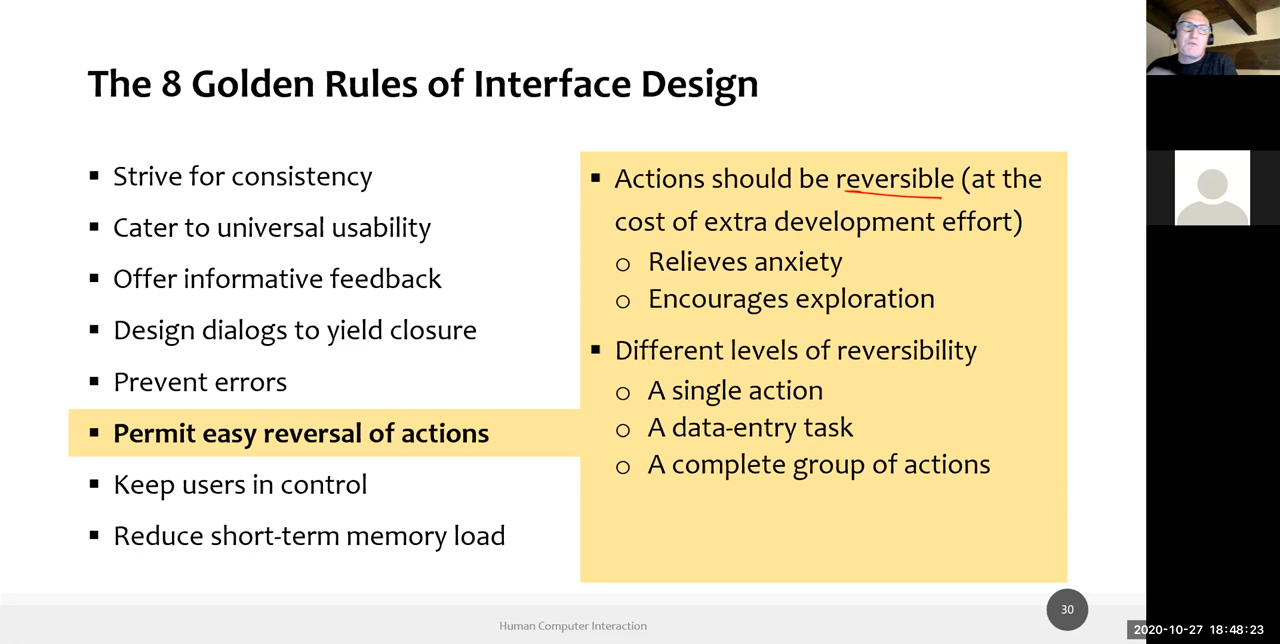 The 8 Golden Rules of Interface Design
▪ Strive for consistency
▪ Cater to universal usability
▪ Offer informative feedback
▪ Design dialogs to yield closure
▪ Prevent errors
▪ Permit easy reversal of actions
▪ Keep users in control
▪ Reduce short-term memory load
▪ Actions should be reversible (at the
cost of extra development effort)
o Relieves anxiety
o Encourages exploration
▪ Different levels of reversibility
o A single action
o A data-entry task
o A complete group of actions
Human Computer Interaction
30
2020-10-27 18:48:23